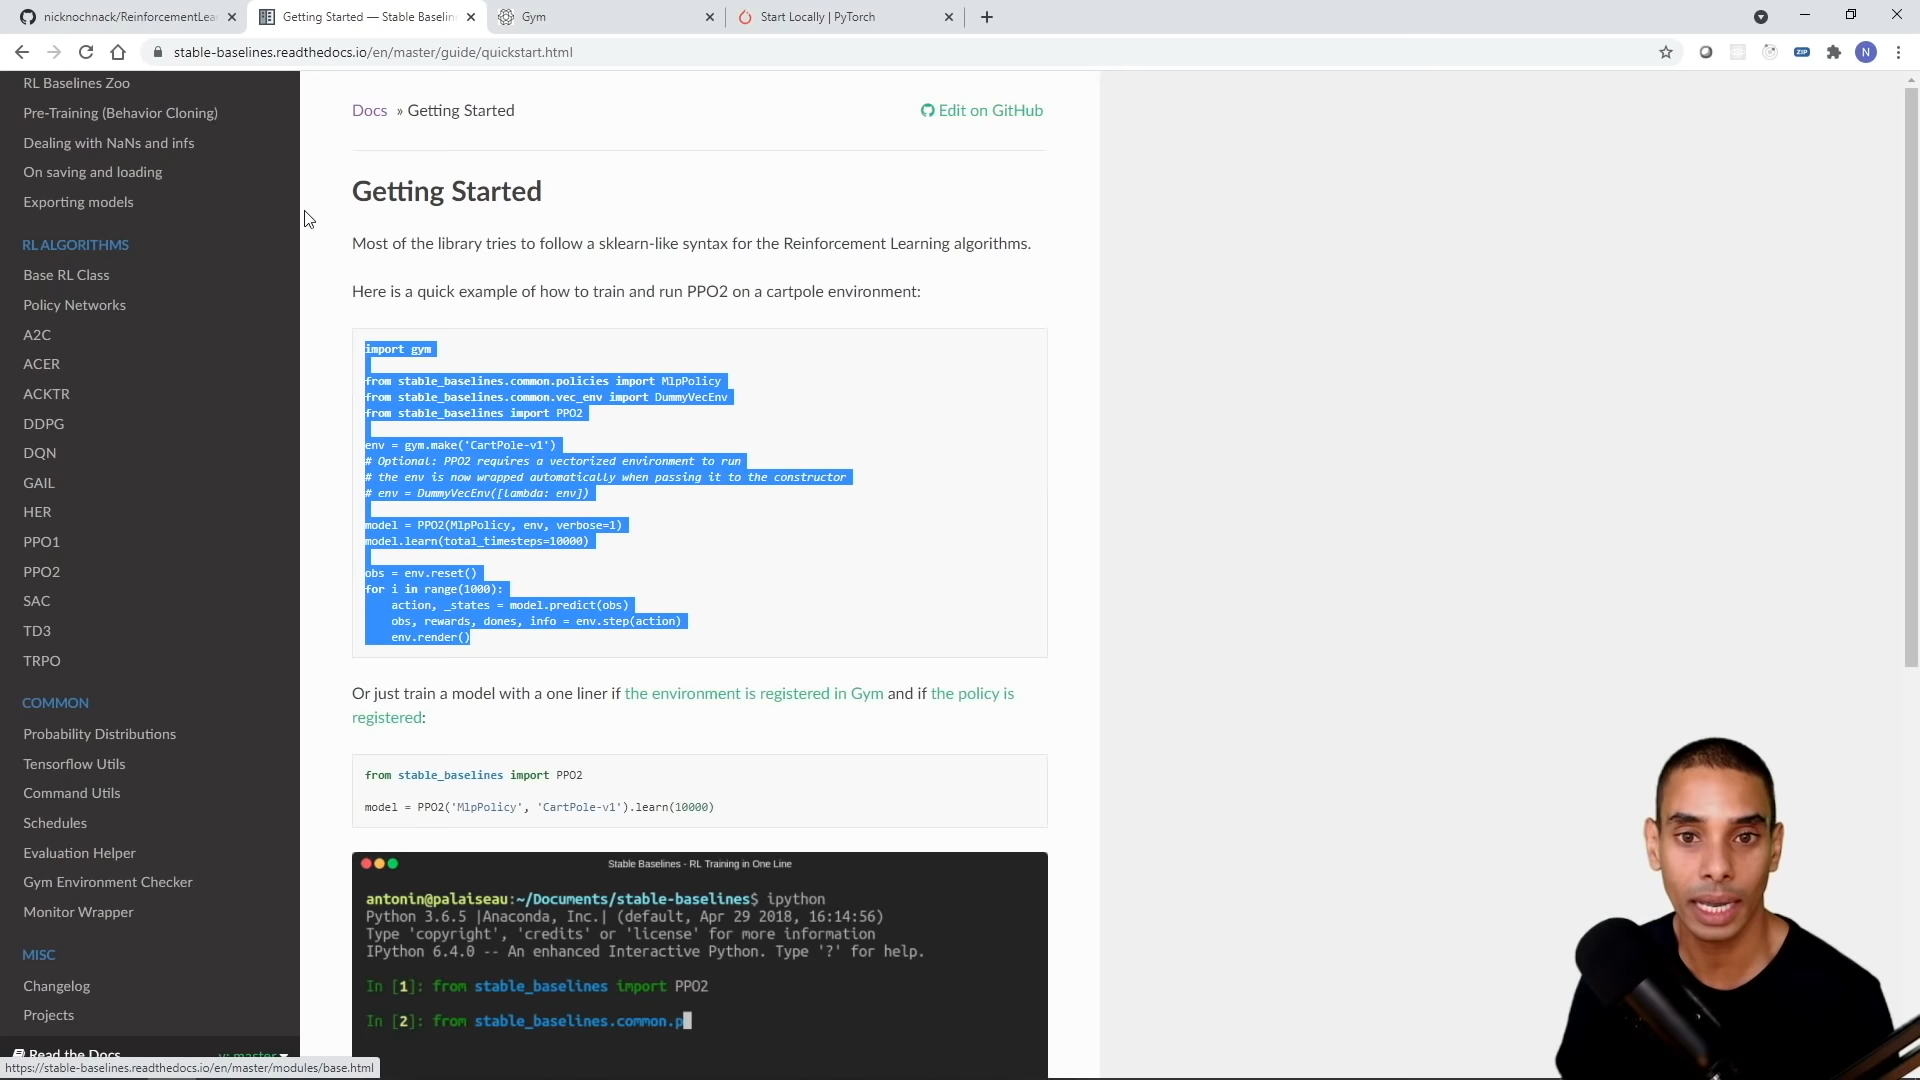 nicknochnack/ReinforcementLea
Getting Started — Stable Baselin
Gym
Start Locally | PyTorch
stable-baselines.readthedocs.io/en/master/guide/quickstart.html
ZIP
N
RL Baselines Zoo
Pre-Training (Behavior Cloning)
Dealing with NaNs and infs
On saving and loading
Exporting models
RL ALGORITHMS
Base RL Class
Policy Networks
A2C
ACER
ACKTR
DDPG
DQN
GAIL
HER
PPO1
PPO2
SAC
TD3
TRPO
COMMON
Probability Distributions
Tensorflow Utils
Command Utils
Schedules
Evaluation Helper
Gym Environment Checker
Monitor Wrapper
MISC
Changelog
Projects
Read the Docs
v: master
https://stable-baselines.readthedocs.io/en/master/modules/base.html
Docs » Getting Started
Edit on GitHub
Getting Started
Most of the library tries to follow a sklearn-like syntax for the Reinforcement Learning algorithms.
Here is a quick example of how to train and run PPO2 on a cartpole environment:
import gym
from stable_baselines.common.policies import MlpPolicy
from stable_baselines.common.vec_env import DummyVecEnv
from stable_baselines import PPO2
env = gym.make('CartPole-v1')
# Optional: PPO2 requires a vectorized environment to run
# the env is now wrapped automatically when passing it to the constructor
# env = DummyVecEnv([lambda: env])
model = PPO2(MlpPolicy, env, verbose=1)
model.learn(total_timesteps=10000)
obs = env.reset()
for i in range(1000):
    action, _states = model.predict(obs)
    obs, rewards, dones, info = env.step(action)
    env.render()
Or just train a model with a one liner if the environment is registered in Gym and if the policy is
registered:
from stable_baselines import PPO2
model = PPO2('MlpPolicy', 'CartPole-v1').learn(10000)
Stable Baselines - RL Training in One Line
antonin@palaiseau:~/Documents/stable-baselines$ ipython
Python 3.6.5 |Anaconda, Inc.| (default, Apr 29 2018, 16:14:56)
Type 'copyright', 'credits' or 'license' for more information
IPython 6.4.0 -- An enhanced Interactive Python. Type '?' for help.
In [1]: from stable_baselines import PPO2
In [2]: from stable_baselines.common.p